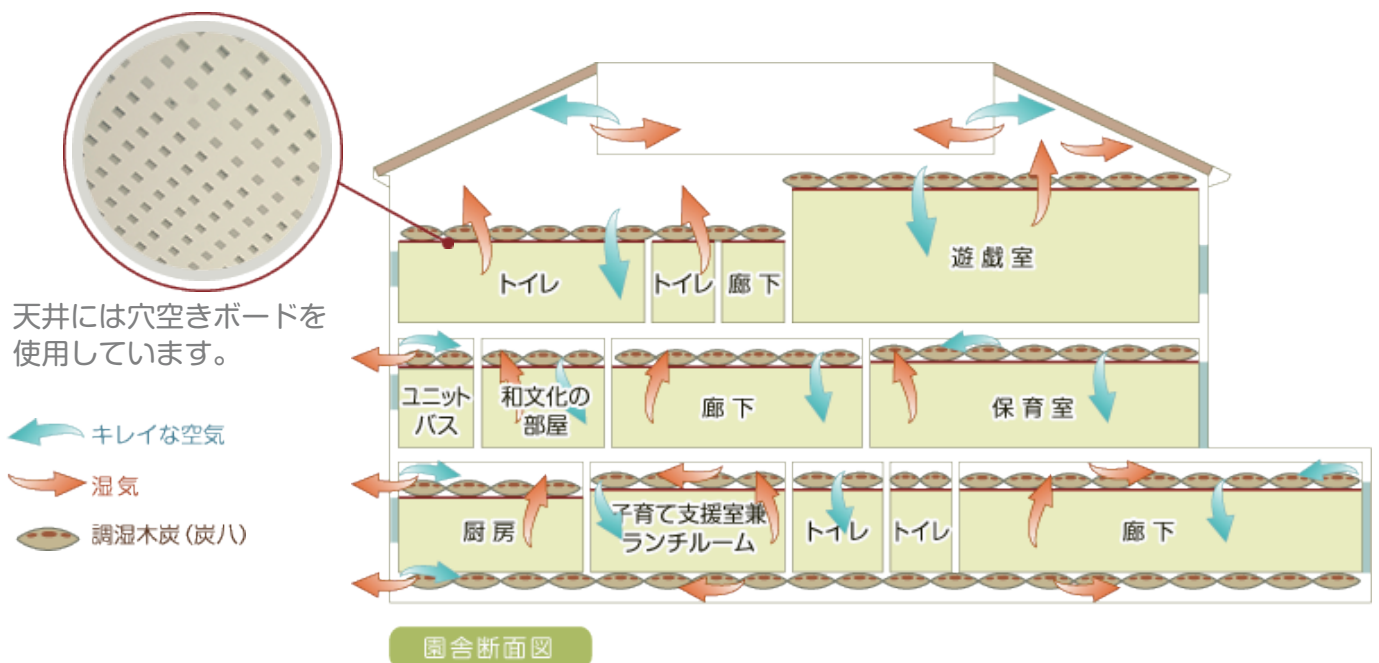 天井には穴空きボードを
使用しています。
キレイな空気
湿気
調湿木炭(炭八)
トイレ
トイレ
廊下
遊戯室
ユニット
バス
和文化の
部屋
廊下
保育室
厨房
子育て支援室兼
ランチルーム
トイレ
トイレ
廊下
園舎断面図